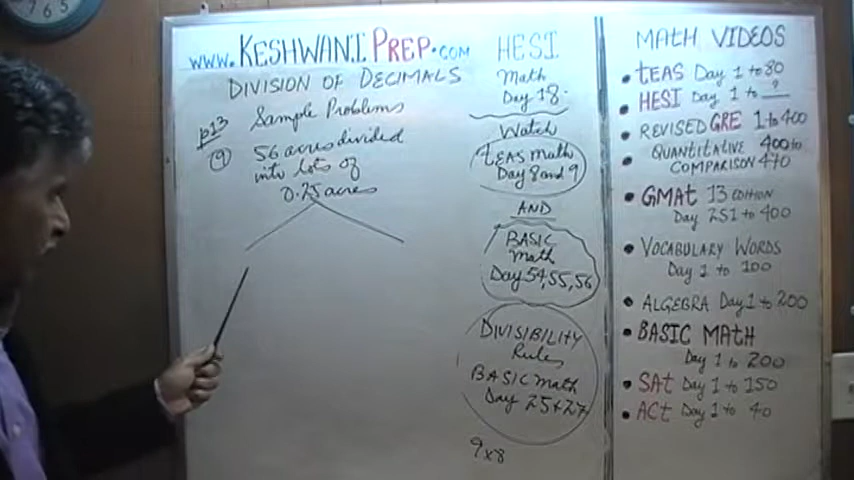 7 6 5
www.KESHWANIPREP.com
DIVISION OF DECIMALS
p13 Sample Problems
9 56 acres divided
into lots of
0.25 acres
HESI
Math
Day 18.
Watch
TEAS Math
Day 8 and 9
AND
BASIC
Math
Day 54,55,56
DIVISIBILITY
Rules
BASIC Math
Day 25+27
9x8
MATH VIDEOS
TEAS Day 1 to 80
HESI Day 1 to ?
REVISED GRE 1 to 400
QUANTITATIVE 400 to
COMPARISON 470
GMAt 13 EDITION
Day 251 to 400
VOCABULARY WORDS
Day 1 to 100
ALGEBRA Day 1 to 200
BASIC MATH
Day 1 to 200
SAt Day 1 to 150
ACt Day 1 to 40